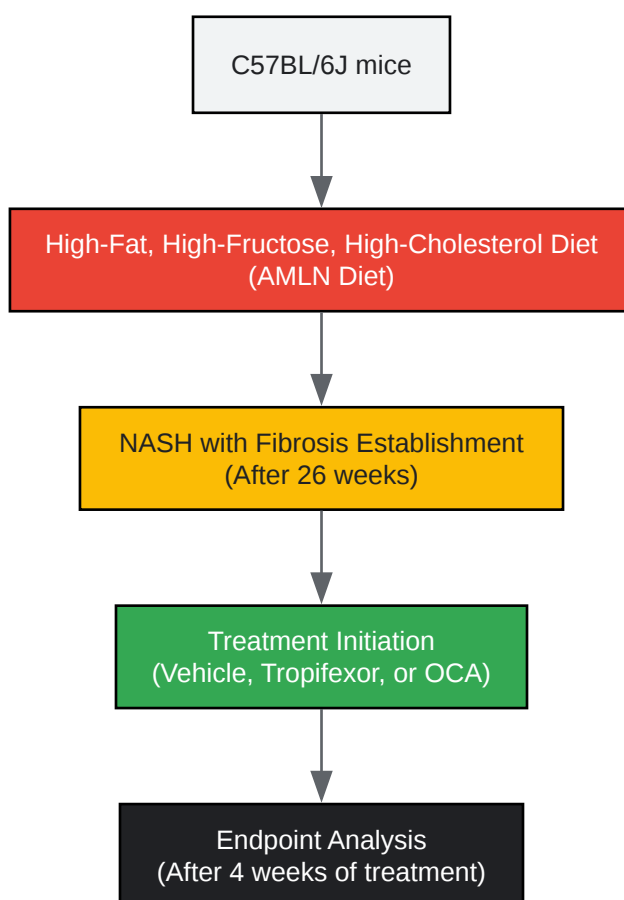 C57BL/6J mice
High-Fat, High-Fructose, High-Cholesterol Diet
(AMLN Diet)
NASH with Fibrosis Establishment
(After 26 weeks)
Treatment Initiation
(Vehicle, Tropifexor, or OCA)
Endpoint Analysis
(After 4 weeks of treatment)